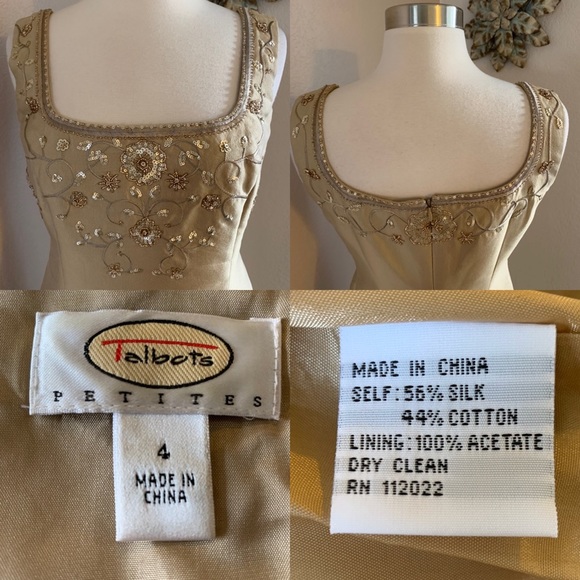 Talbots
PETITES
4
MADE IN
CHINA
MADE IN CHINA
SELF: 56% SILK
44% COTTON
LINING: 100% ACETATE
DRY CLEAN
RN 112022